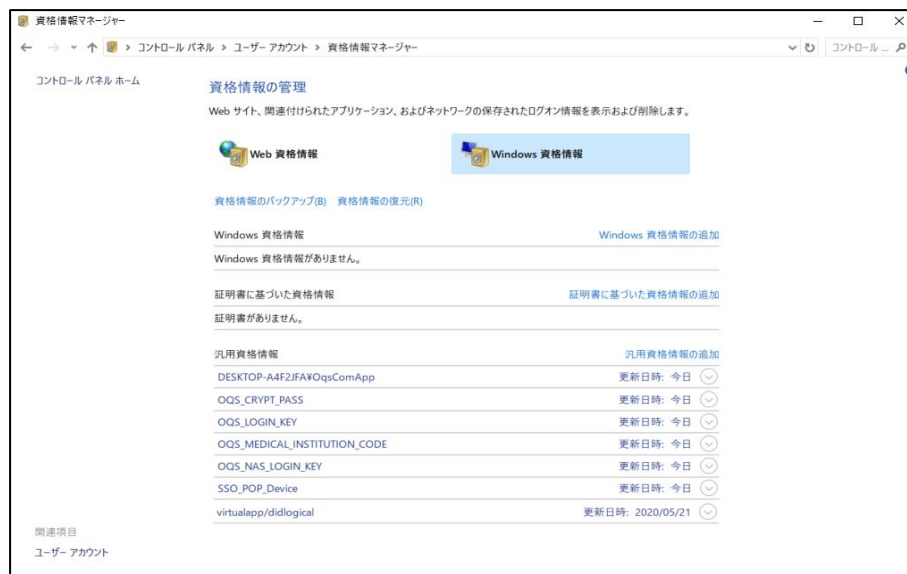 資格情報マネージャー
コントロール パネル › ユーザー アカウント › 資格情報マネージャー
コントロール ...
コントロール パネル ホーム
資格情報の管理
Web サイト、関連付けられたアプリケーション、およびネットワークの保存されたログオン情報を表示および削除します。
Web 資格情報 Windows 資格情報
資格情報のバックアップ(B) 資格情報の復元(R)
Windows 資格情報 Windows 資格情報の追加
Windows 資格情報がありません。
証明書に基づいた資格情報 証明書に基づいた資格情報の追加
証明書がありません。
汎用資格情報 汎用資格情報の追加
DESKTOP-A4F2JFA¥OqsComApp 更新日時: 今日
OQS_CRYPT_PASS 更新日時: 今日
OQS_LOGIN_KEY 更新日時: 今日
OQS_MEDICAL_INSTITUTION_CODE 更新日時: 今日
OQS_NAS_LOGIN_KEY 更新日時: 今日
SSO_POP_Device 更新日時: 今日
virtualapp/didlogical 更新日時: 2020/05/21
関連項目
ユーザー アカウント